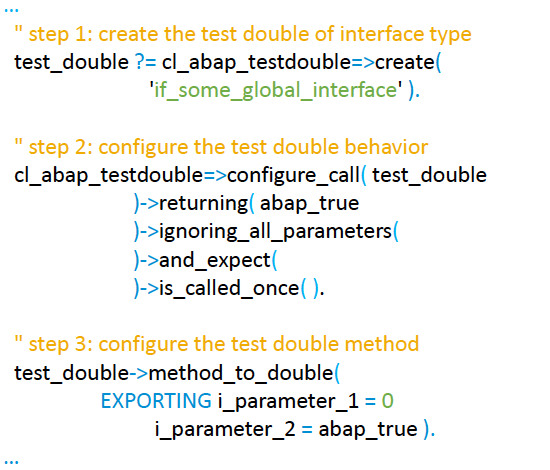 ...
" step 1: create the test double of interface type
test_double ?= cl_abap_testdouble=>create(
'if_some_global_interface' ).
" step 2: configure the test double behavior
cl_abap_testdouble=>configure_call( test_double
)->returning( abap_true
)->ignoring_all_parameters(
)->and_expect(
)->is_called_once( ).
" step 3: configure the test double method
test_double->method_to_double(
EXPORTING i_parameter_1 = 0
i_parameter_2 = abap_true ).
...